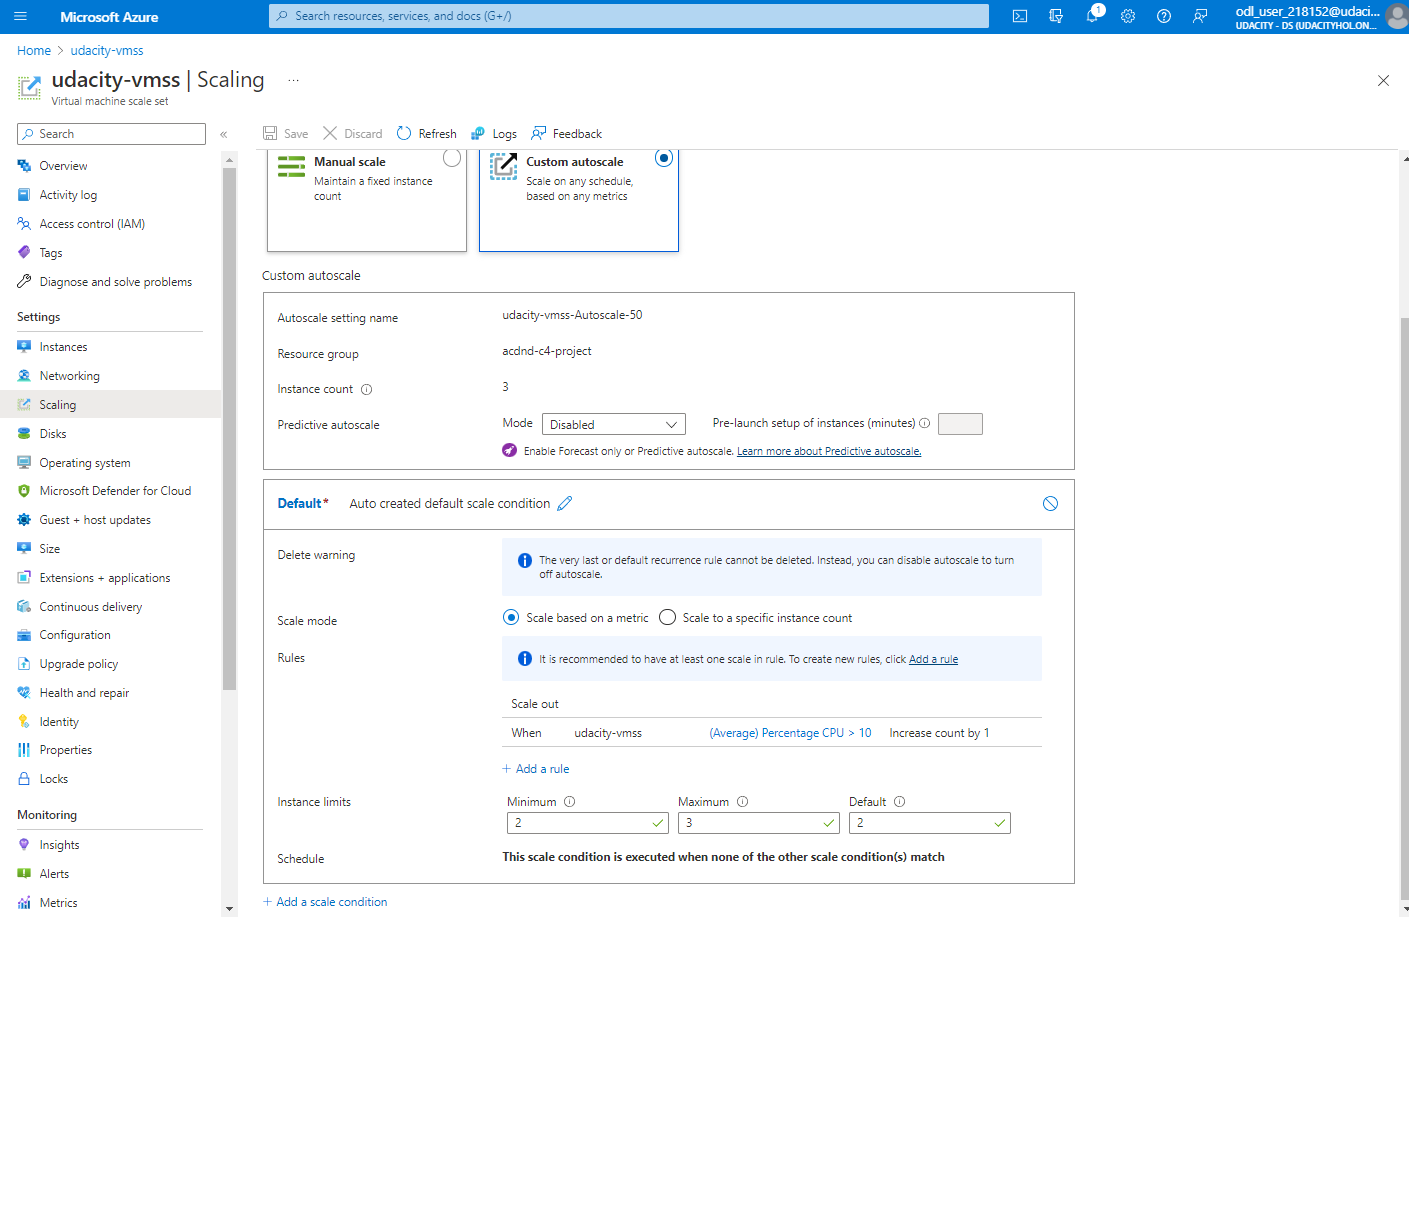 Microsoft Azure
Search resources, services, and docs (G+/)
1
odl_user_218152@udaci...
UDACITY - DS (UDACITYHOL.ON...
Home > udacity-vmss
udacity-vmss | Scaling ...
Virtual machine scale set
Search
«
Save
Discard
Refresh
Logs
Feedback
Overview
Activity log
Access control (IAM)
Tags
Diagnose and solve problems
Settings
Instances
Networking
Scaling
Disks
Operating system
Microsoft Defender for Cloud
Guest + host updates
Size
Extensions + applications
Continuous delivery
Configuration
Upgrade policy
Health and repair
Identity
Properties
Locks
Monitoring
Insights
Alerts
Metrics
Manual scale
Maintain a fixed instance
count
Custom autoscale
Scale on any schedule,
based on any metrics
Custom autoscale
Autoscale setting name udacity-vmss-Autoscale-50
Resource group acdnd-c4-project
Instance count 3
Predictive autoscale Mode Disabled Pre-launch setup of instances (minutes)
Enable Forecast only or Predictive autoscale. Learn more about Predictive autoscale.
Default* Auto created default scale condition
Delete warning
The very last or default recurrence rule cannot be deleted. Instead, you can disable autoscale to turn
off autoscale.
Scale mode Scale based on a metric Scale to a specific instance count
Rules It is recommended to have at least one scale in rule. To create new rules, click Add a rule
Scale out
When udacity-vmss (Average) Percentage CPU > 10 Increase count by 1
+ Add a rule
Instance limits Minimum Maximum Default
2 3 2
Schedule This scale condition is executed when none of the other scale condition(s) match
+ Add a scale condition